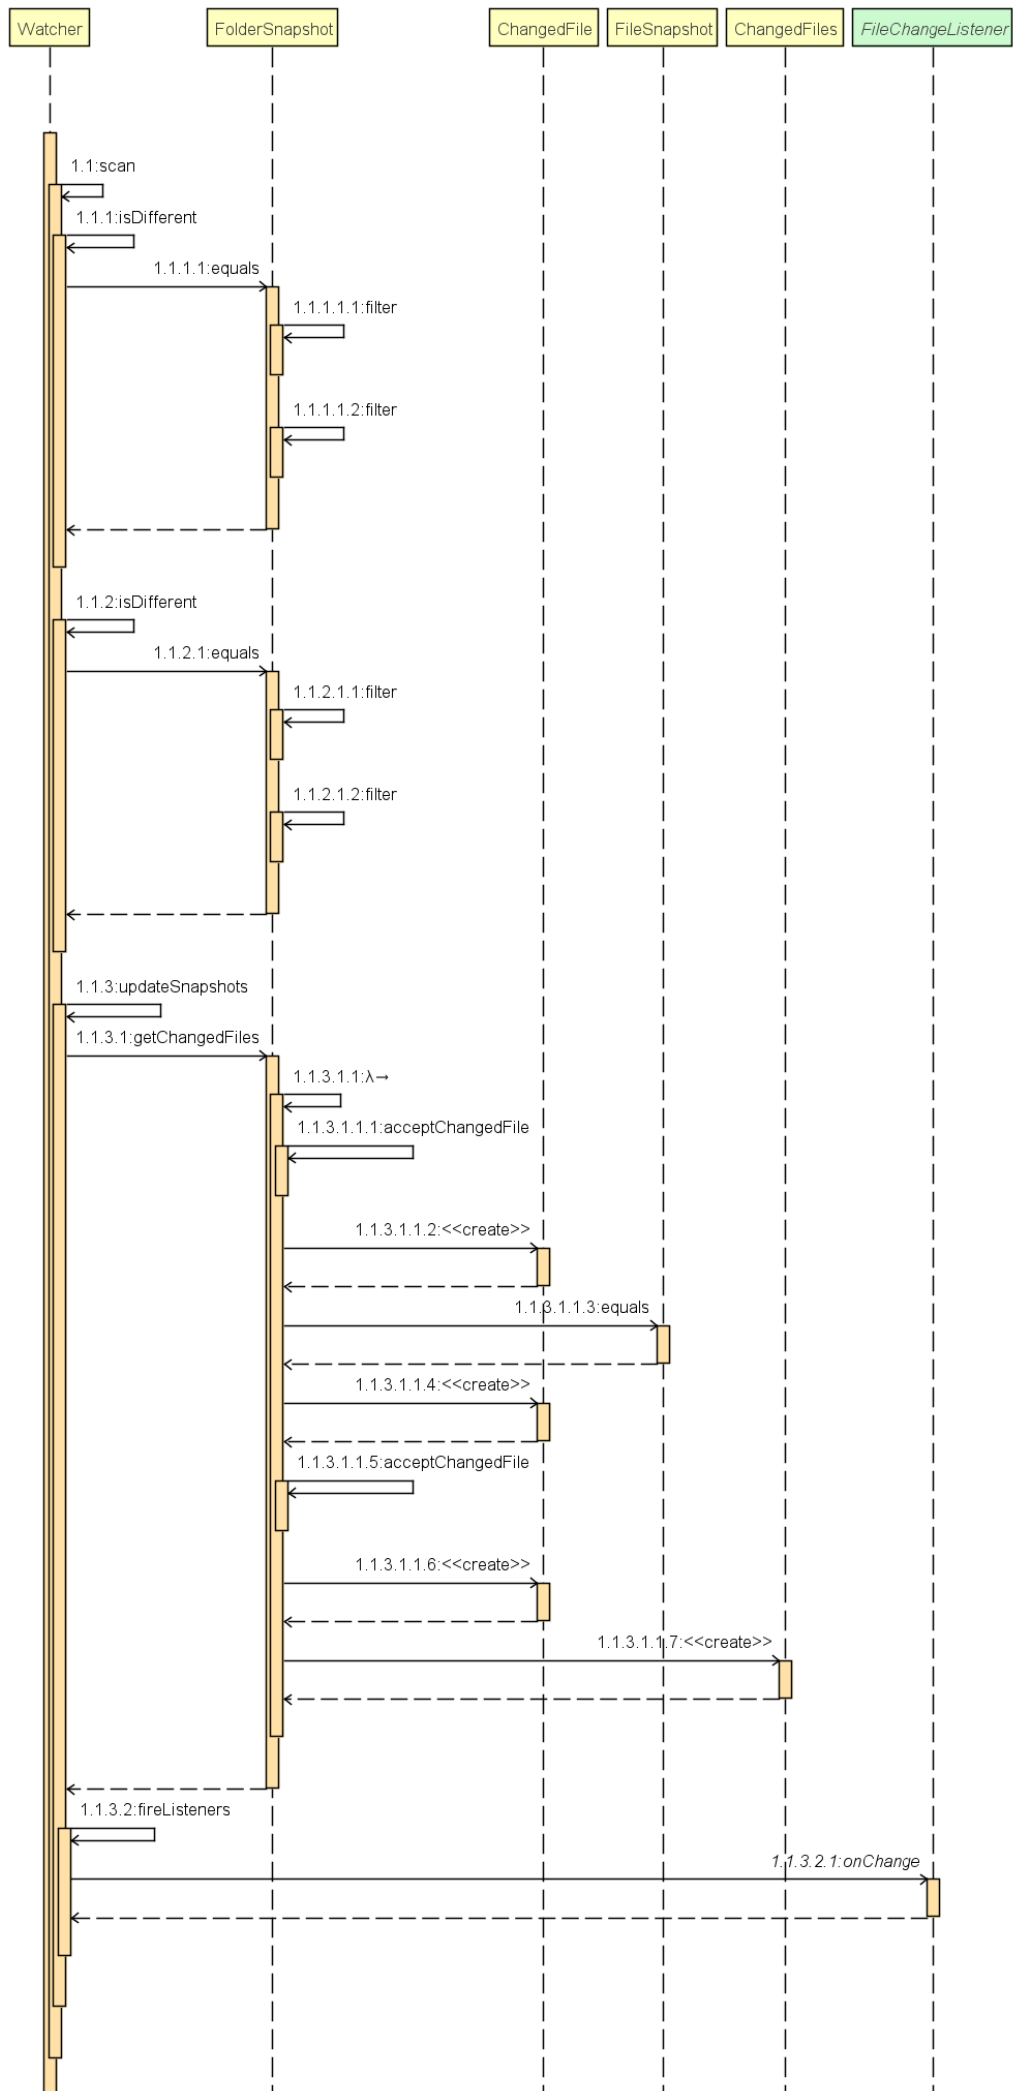 Watcher
FolderSnapshot
ChangedFile
FileSnapshot
ChangedFiles
FileChangeListener
1.1:scan
1.1.1:isDifferent
1.1.1.1:equals
1.1.1.1.1:filter
1.1.1.1.2:filter
1.1.2:isDifferent
1.1.2.1:equals
1.1.2.1.1:filter
1.1.2.1.2:filter
1.1.3:updateSnapshots
1.1.3.1:getChangedFiles
1.1.3.1.1:λ→
1.1.3.1.1.1:acceptChangedFile
1.1.3.1.1.2:<<create>>
1.1.3.1.1.3:equals
1.1.3.1.1.4:<<create>>
1.1.3.1.1.5:acceptChangedFile
1.1.3.1.1.6:<<create>>
1.1.3.1.1.7:<<create>>
1.1.3.2:fireListeners
1.1.3.2.1:onChange